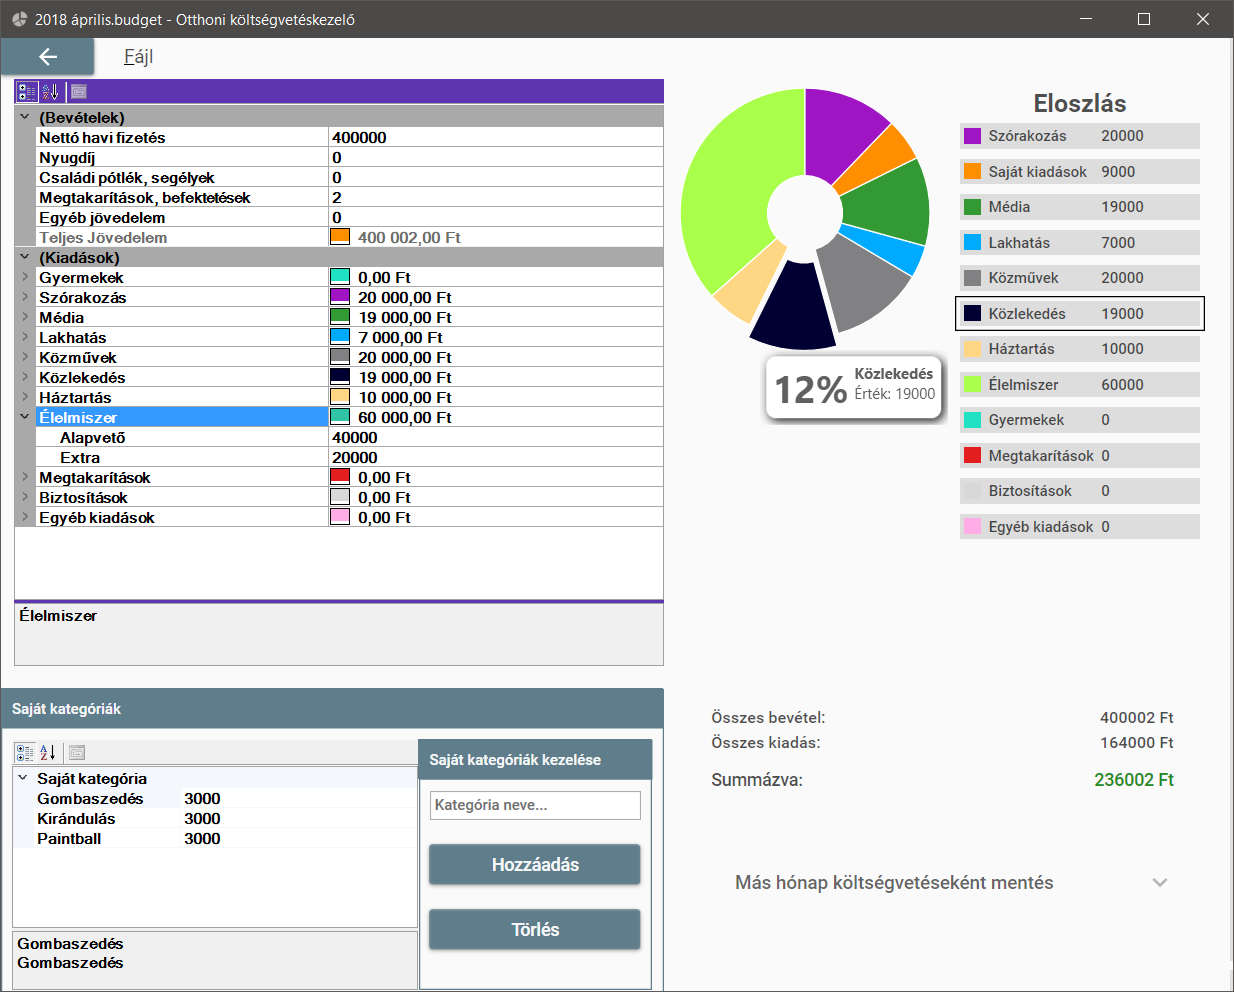 2018 április.budget - Otthoni költségvetéskezelő
Fájl
(Bevételek)
Nettó havi fizetés 400000
Nyugdíj 0
Családi pótlék, segélyek 0
Megtakarítások, befektetések 2
Egyéb jövedelem 0
Teljes Jövedelem 400 002,00 Ft
(Kiadások)
Gyermekek 0,00 Ft
Szórakozás 20 000,00 Ft
Média 19 000,00 Ft
Lakhatás 7 000,00 Ft
Közművek 20 000,00 Ft
Közlekedés 19 000,00 Ft
Háztartás 10 000,00 Ft
Élelmiszer 60 000,00 Ft
Alapvető 40000
Extra 20000
Megtakarítások 0,00 Ft
Biztosítások 0,00 Ft
Egyéb kiadások 0,00 Ft
Élelmiszer
12% Közlekedés
Érték: 19000
Eloszlás
Szórakozás 20000
Saját kiadások 9000
Média 19000
Lakhatás 7000
Közművek 20000
Közlekedés 19000
Háztartás 10000
Élelmiszer 60000
Gyermekek 0
Megtakarítások 0
Biztosítások 0
Egyéb kiadások 0
Saját kategóriák
Saját kategória
Gombaszedés 3000
Kirándulás 3000
Paintball 3000
Gombaszedés
Gombaszedés
Saját kategóriák kezelése
Kategória neve...
Hozzáadás
Törlés
Összes bevétel: 400002 Ft
Összes kiadás: 164000 Ft
Summázva: 236002 Ft
Más hónap költségvetéseként mentés